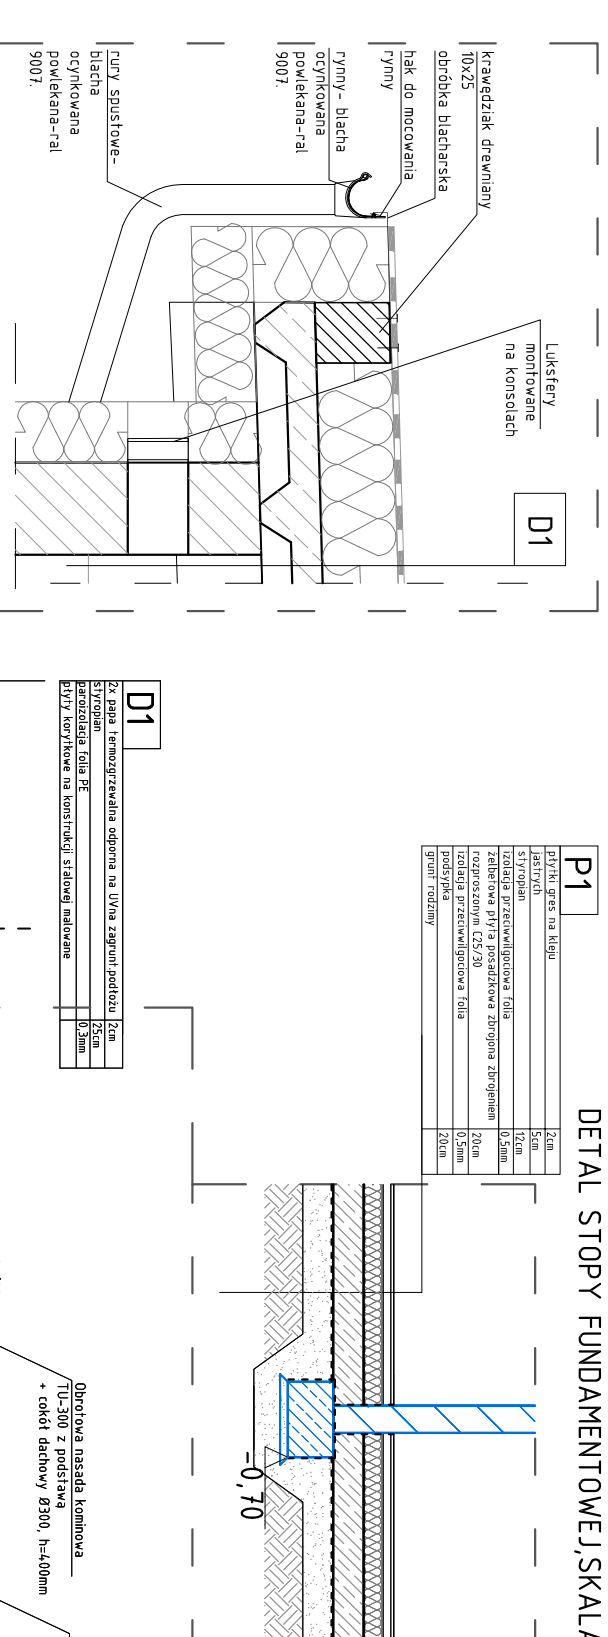 krawędziak drewniany
10x25
obróbka blacharska
hak do mocowania
rynny
rynny- blacha
ocynkowana
powlekana-ral
9007.
rury spustowe-
blacha
ocynkowana
powlekana-ral
9007.
Luksfery
montowane
na konsolach
D1
D1
2x papa termozgrzewalna odporna na UVna zagrunt.podłożu 2cm
styropian 25cm
paroizolacja folia PE 0,3mm
płyty korytkowe na konstrukcji stalowej malowane
P1
płytki gres na kleju 2cm
jastrych 5cm
styropian 12cm
izolacja przeciwwilgociowa folia 0,5mm
żelbetowa płyta posadzkowa zbrojona zbrojeniem
rozproszonym C25/30 20cm
izolacja przeciwwilgociowa folia 0,5mm
podsypka 20cm
grunt rodzimy
DETAL STOPY FUNDAMENTOWEJ,SKALA
-0,70
Obrotowa nasada kominowa
TU-300 z podstawą
+ cokół dachowy Ø300, h=400mm